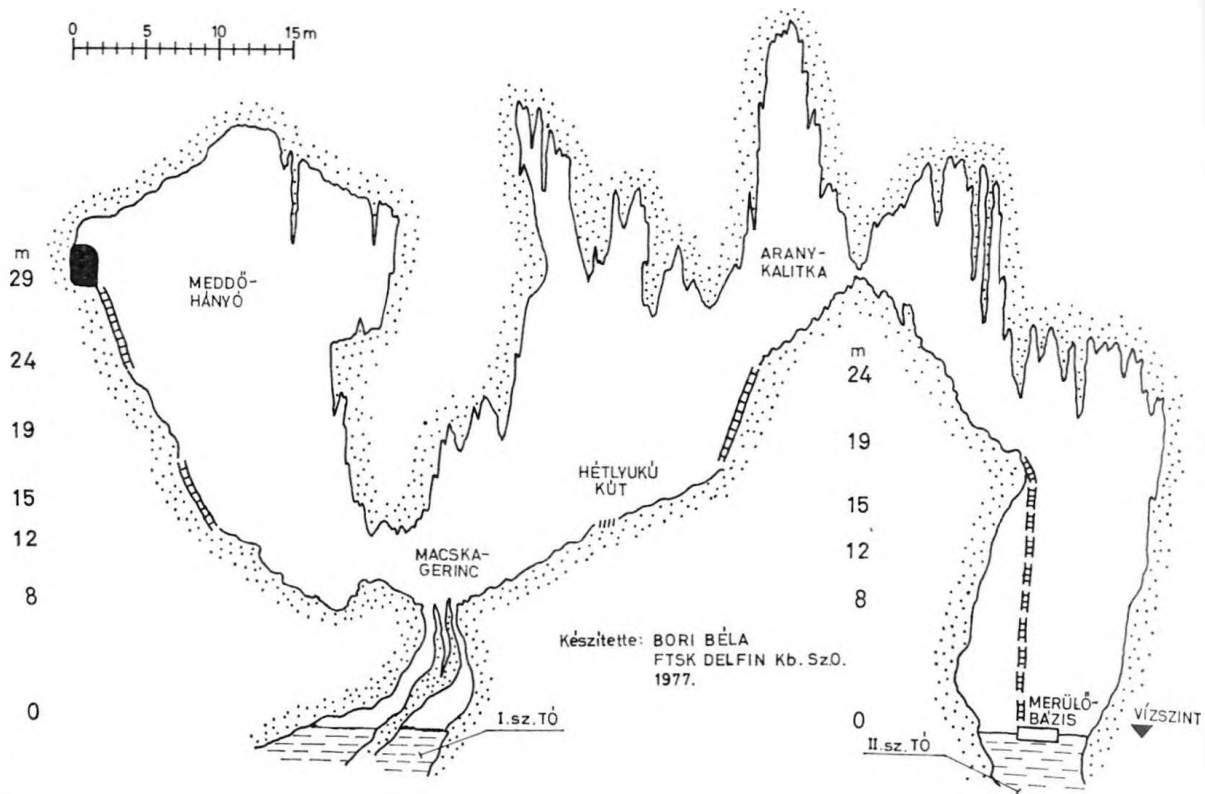 0 5 10 15 m
m
29
24
19
15
12
8
0
MEDDŐ-
HÁNYÓ
MACSKA-
GERINC
HÉTLYUKÚ
KÚT
ARANY-
KALITKA
m
24
19
15
12
8
0
Készítette: BORI BÉLA
FTSK DELFIN Kb. Sz.O.
1977.
I.sz. TÓ
MERÜLŐ-
BÁZIS
VÍZSZINT
II.sz. TÓ